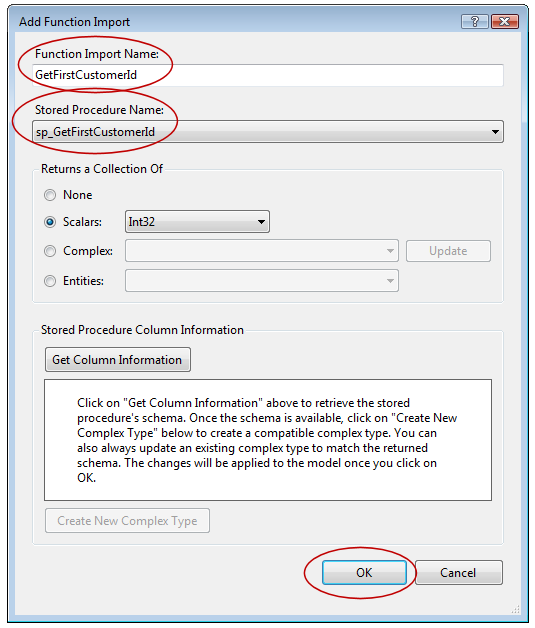 Add Function Import
Function Import Name:
GetFirstCustomerId
Stored Procedure Name:
sp_GetFirstCustomerId
Returns a Collection Of
None
Scalars: Int32
Complex: Update
Entities:
Stored Procedure Column Information
Get Column Information
Click on "Get Column Information" above to retrieve the stored
procedure's schema. Once the schema is available, click on "Create New
Complex Type" below to create a compatible complex type. You can
also always update an existing complex type to match the returned
schema. The changes will be applied to the model once you click on
OK.
Create New Complex Type
OK Cancel